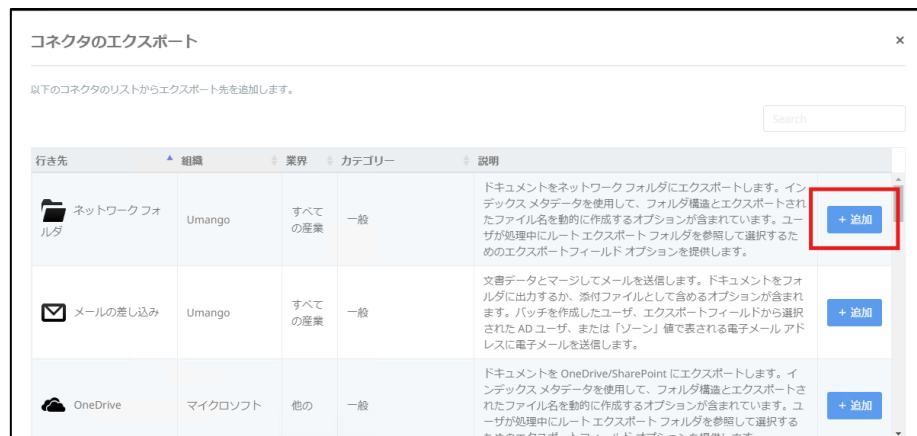 コネクタのエクスポート
×
以下のコネクタのリストからエクスポート先を追加します。
Search
行き先 組織 業界 カテゴリー 説明
ネットワーク フォルダ
Umango
すべて
の産業
一般
ドキュメントをネットワーク フォルダにエクスポートします。イン
デックス メタデータを使用して、フォルダ構造とエクスポートされ
たファイル名を動的に作成するオプションが含まれています。ユー
ザが処理中にルート エクスポート フォルダを参照して選択するた
めのエクスポートフィールド オプションを提供します。
+ 追加
メールの差し込み
Umango
すべて
の産業
一般
文書データとマージしてメールを送信します。ドキュメントをフォ
ルダに出力するか、添付ファイルとして含めるオプションが含まれ
ます。バッチを作成したユーザ、エクスポートフィールドから選択
された AD ユーザ、または「ゾーン」値で表される電子メール アド
レスに電子メールを送信します。
+ 追加
OneDrive
マイクロソフト
他の
一般
ドキュメントを OneDrive/SharePoint にエクスポートします。イ
ンデックス メタデータを使用して、フォルダ構造とエクスポートさ
れたファイル名を動的に作成するオプションが含まれています。ユ
ーザが処理中にルート エクスポート フォルダを参照して選択する
+ 追加